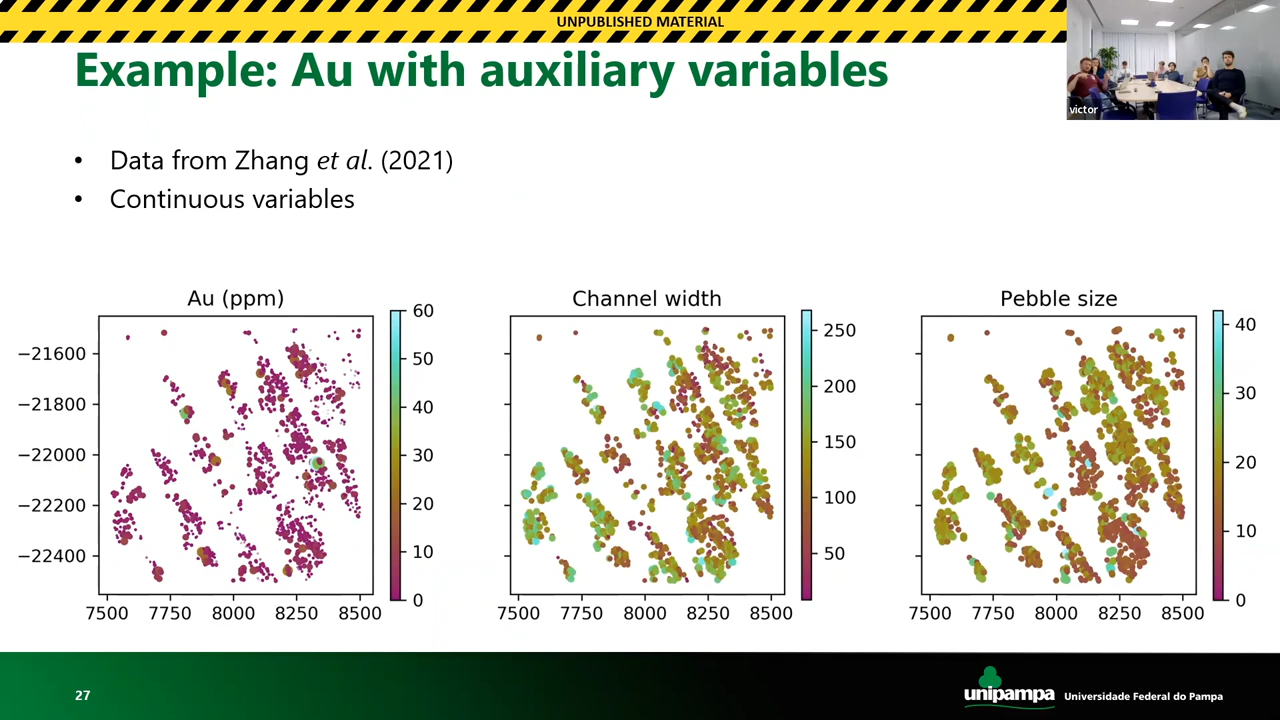 UNPUBLISHED MATERIAL
Example: Au with auxiliary variables
victor
• Data from Zhang et al. (2021)
• Continuous variables
Au (ppm)
Channel width
Pebble size
−21600
−21800
−22000
−22200
−22400
7500 7750 8000 8250 8500
60
50
40
30
20
10
0
7500 7750 8000 8250 8500
250
200
150
100
50
7500 7750 8000 8250 8500
40
30
20
10
0
27
unipampa
Universidade Federal do Pampa